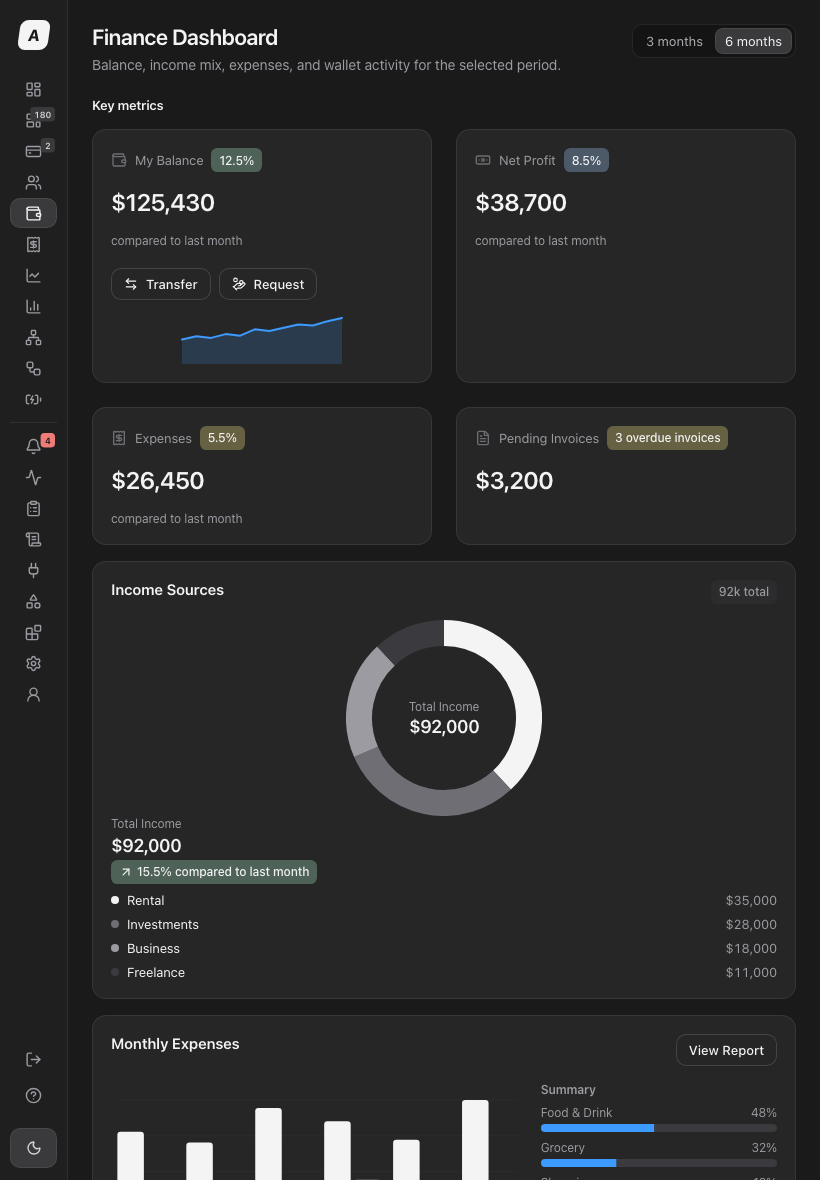 A
Finance Dashboard
3 months
6 months
Balance, income mix, expenses, and wallet activity for the selected period.
Key metrics
180
2
4
My Balance
12.5%
$125,430
compared to last month
Transfer
Request
Net Profit
8.5%
$38,700
compared to last month
Expenses
5.5%
$26,450
compared to last month
Pending Invoices
3 overdue invoices
$3,200
Income Sources
92k total
Total Income
$92,000
Total Income
$92,000
15.5% compared to last month
Rental
$35,000
Investments
$28,000
Business
$18,000
Freelance
$11,000
Monthly Expenses
View Report
Summary
Food & Drink
48%
Grocery
32%